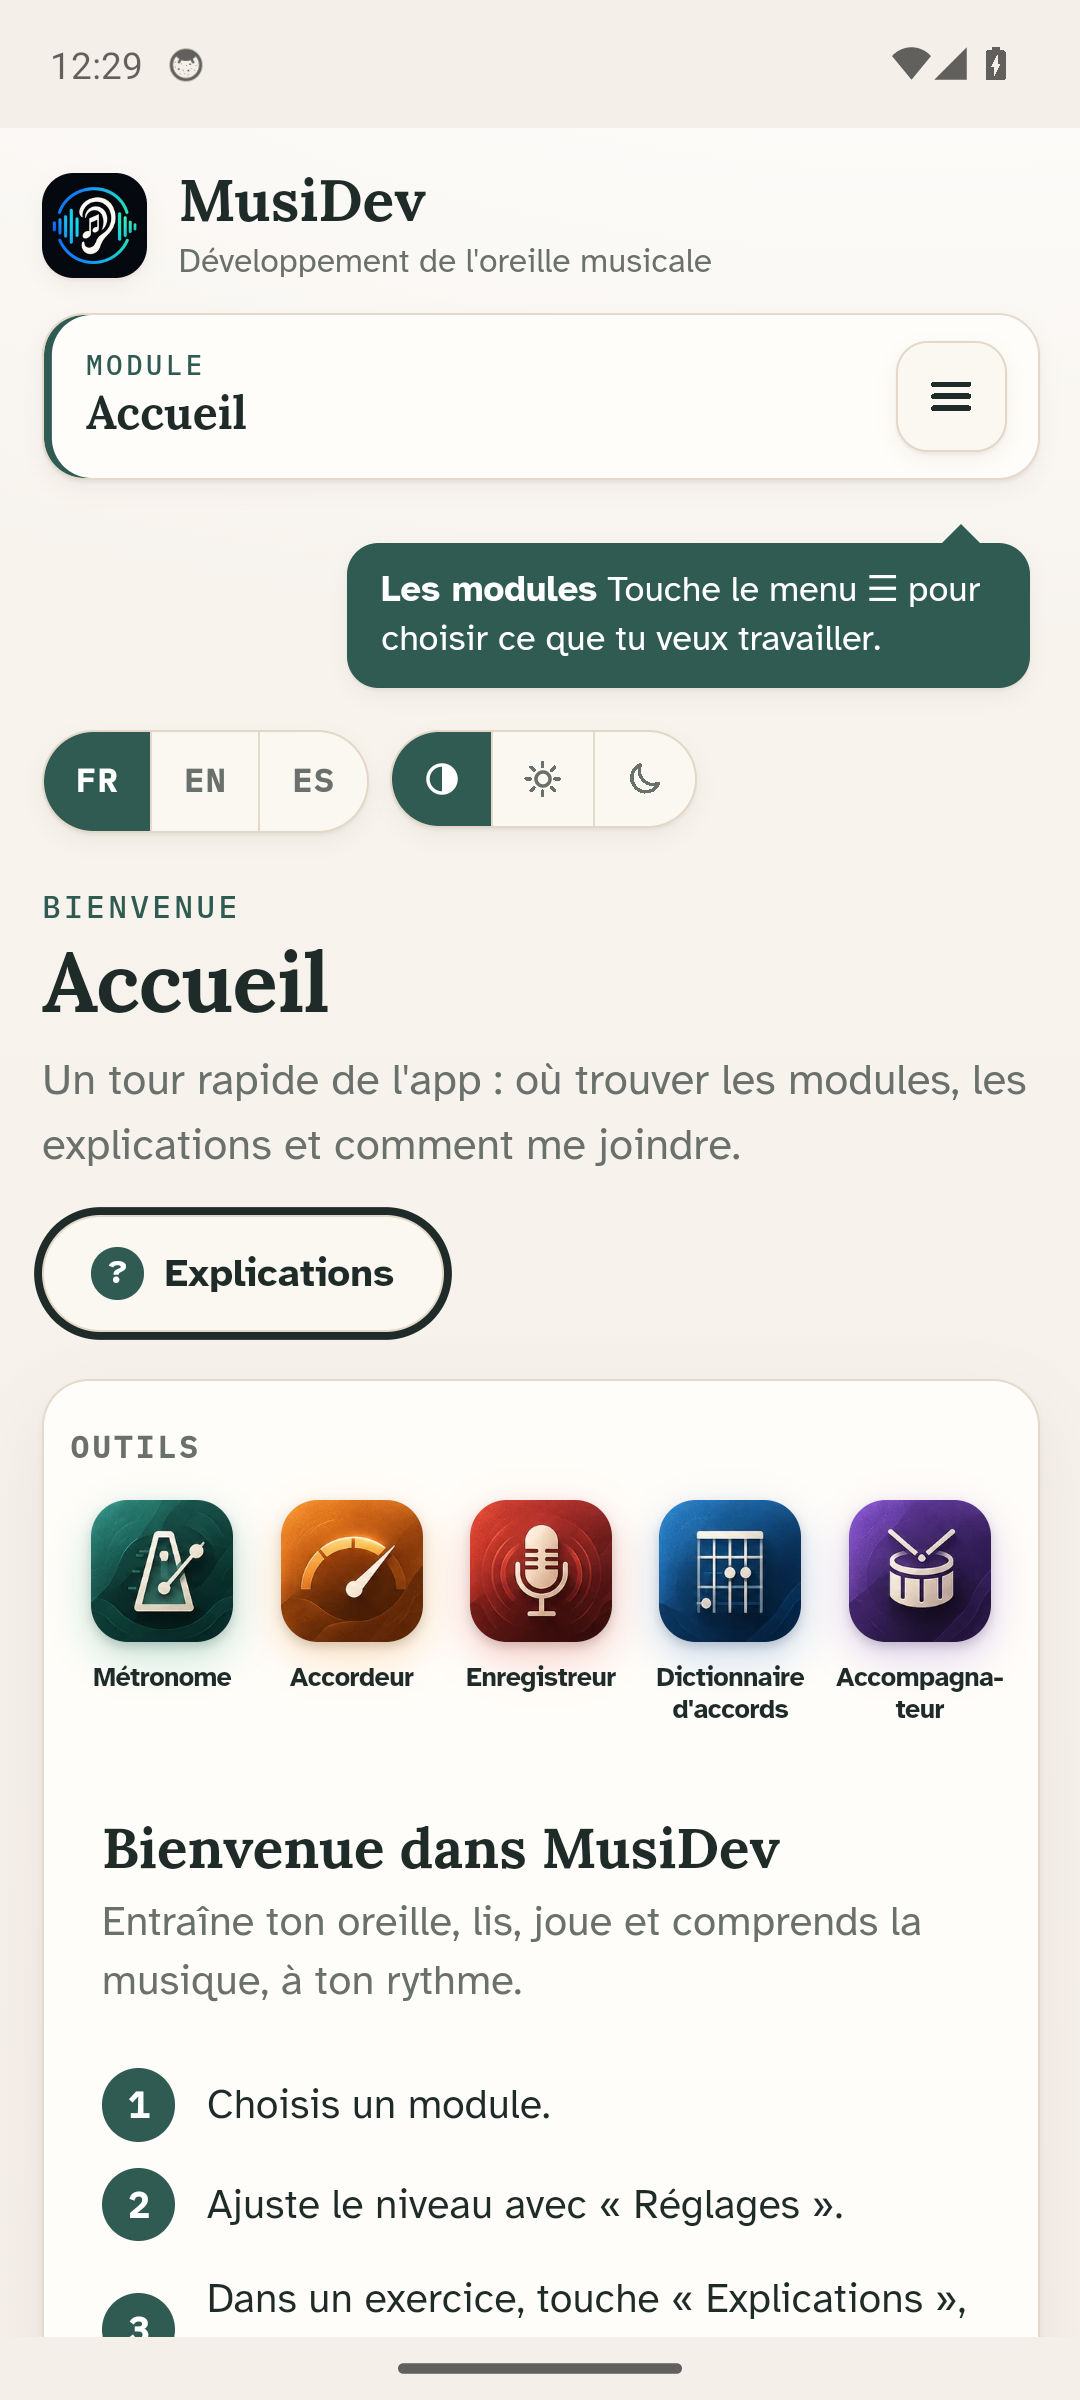 12:29
MusiDev
Développement de l'oreille musicale
MODULE
Accueil
Les modules Touche le menu ☰ pour
choisir ce que tu veux travailler.
FR EN ES
BIENVENUE
Accueil
Un tour rapide de l'app : où trouver les modules, les
explications et comment me joindre.
? Explications
OUTILS
Métronome Accordeur Enregistreur Dictionnaire d'accords Accompagna-teur
Bienvenue dans MusiDev
Entraîne ton oreille, lis, joue et comprends la
musique, à ton rythme.
1 Choisis un module.
2 Ajuste le niveau avec « Réglages ».
3 Dans un exercice, touche « Explications »,